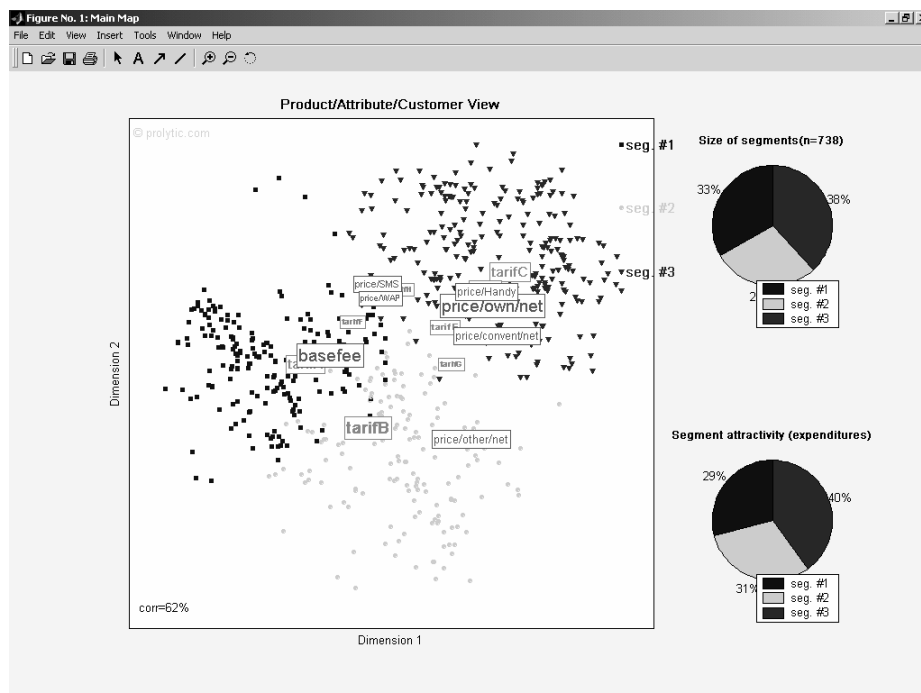 Figure No. 1: Main Map
File Edit View Insert Tools Window Help
Product/Attribute/Customer View
© prolytic.com
seg. #1
seg. #2
seg. #3
tarifC
price/SMS
price/Handy
price/WAP
price/own/net
tarifF
price/convent/net
basefee
tarifG
tarifB
price/other/net
corr=62%
Dimension 2
Dimension 1
Size of segments(n=738)
33%
38%
seg. #1
seg. #2
seg. #3
Segment attractivity (expenditures)
29%
40%
31%
seg. #1
seg. #2
seg. #3